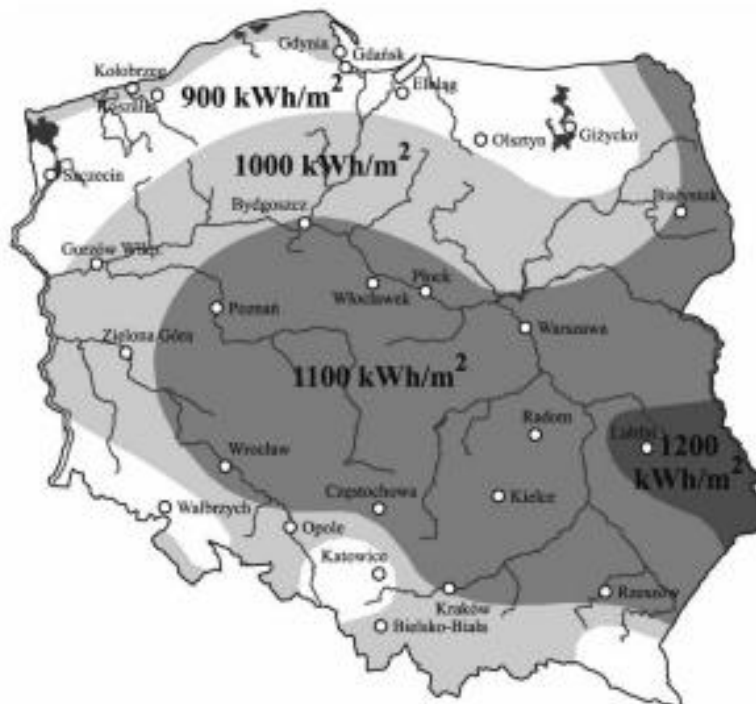 Gdynia
Gdańsk
Kołobrzeg
900 kWh/m²
Elbląg
Olsztyn
Giżycko
1000 kWh/m²
Szczecin
Białystok
Bydgoszcz
Gorzów Wlkp.
Płock
Włocławek
Poznań
Warszawa
Zielona Góra
1100 kWh/m²
Radom
Lublin
1200
kWh/m²
Wrocław
Częstochowa
Kielce
Wałbrzych
Opole
Katowice
Kraków
Rzeszów
Bielsko-Biała